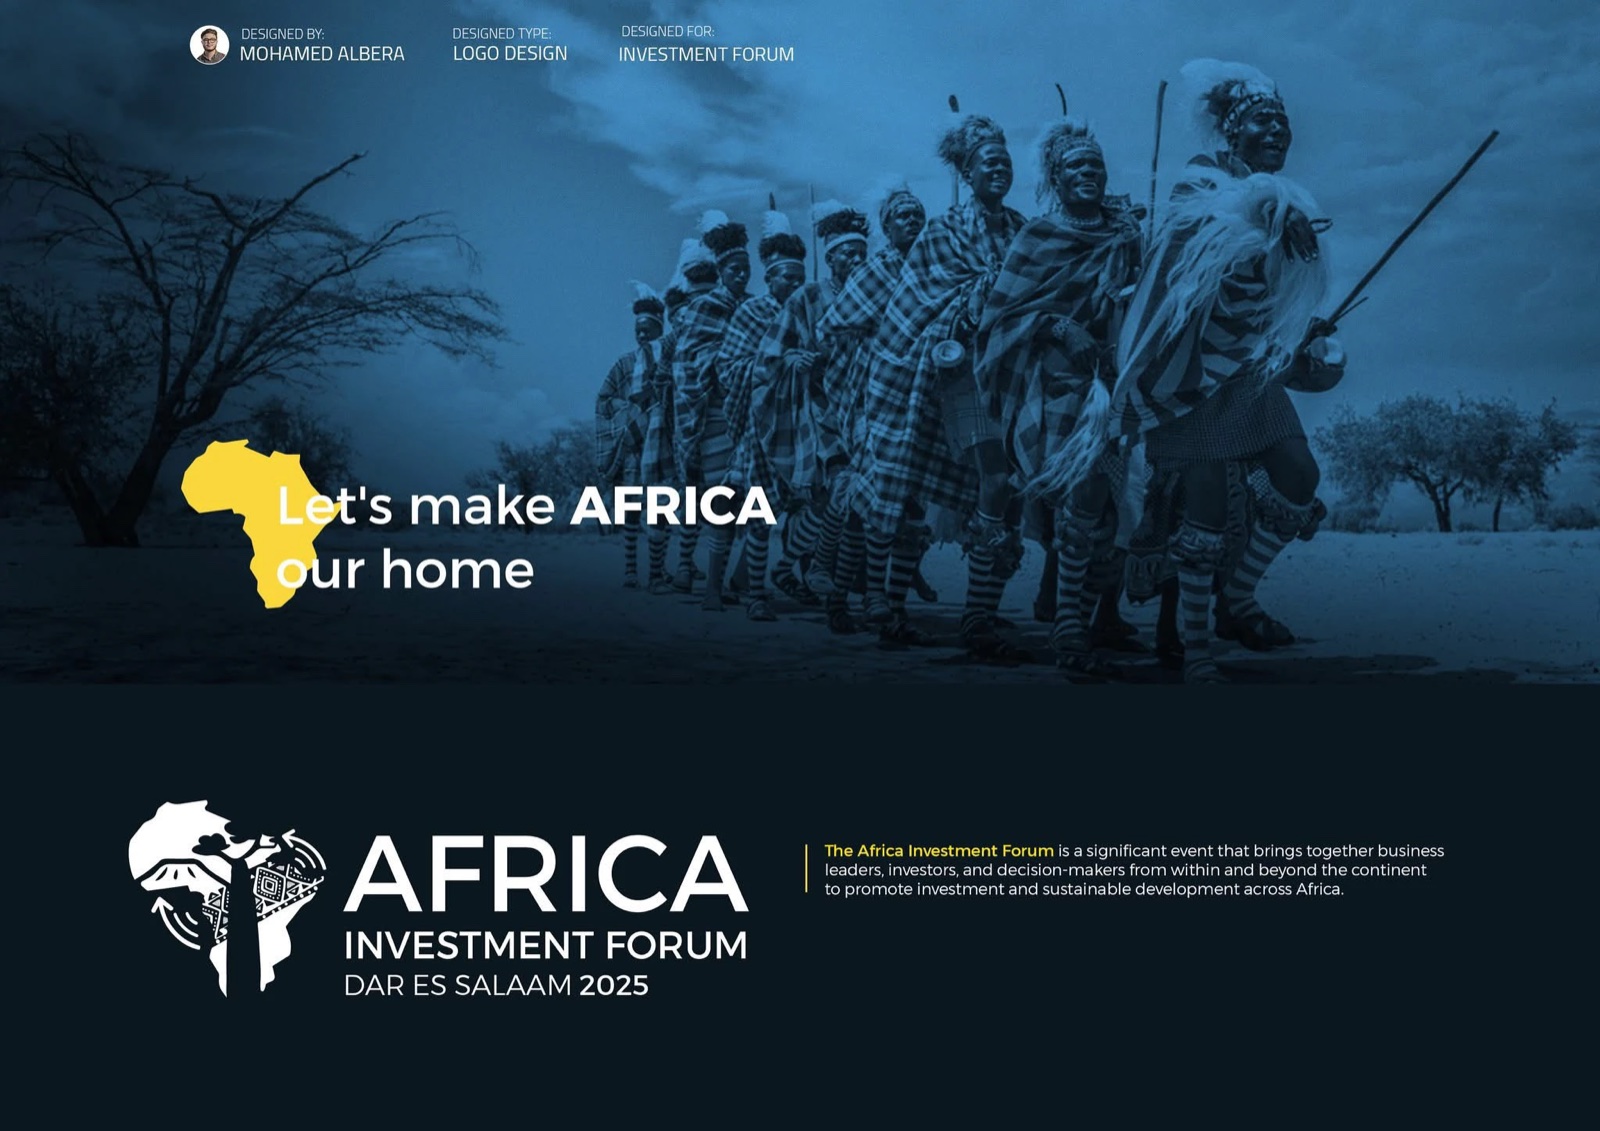 DESIGNED BY:
MOHAMED ALBERA
DESIGNED TYPE:
LOGO DESIGN
DESIGNED FOR:
INVESTMENT FORUM
Let's make AFRICA
our home
AFRICA
INVESTMENT FORUM
DAR ES SALAAM 2025
The Africa Investment Forum is a significant event that brings together business
leaders, investors, and decision-makers from within and beyond the continent
to promote investment and sustainable development across Africa.